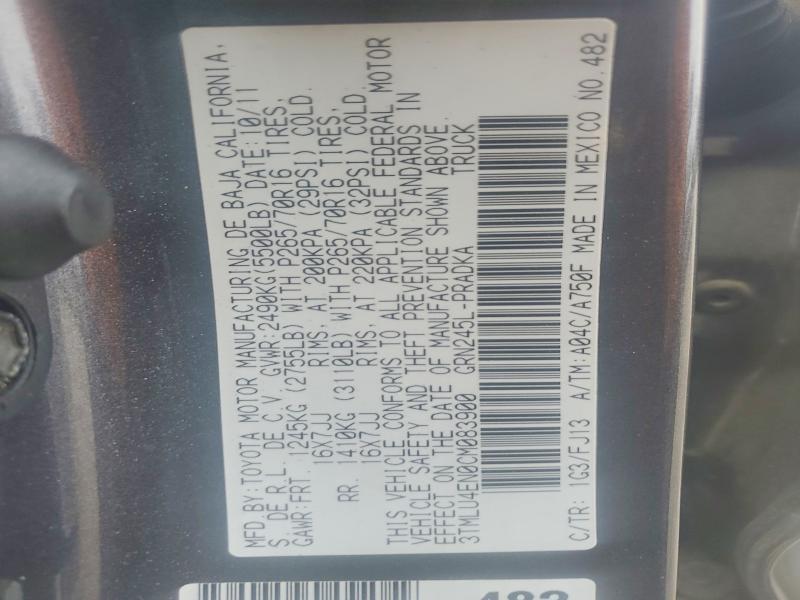 MFD.BY:TOYOTA MOTOR MANUFACTURING DE BAJA CALIFORNIA,
S. DE R.L. DE C.V. GVWR:2490KG(5500LB) DATE:10/11
GAWR:FRT. 1245KG (2755LB) WITH P265/70R16 TIRES,
16X7JJ RIMS, AT 200KPA (29PSI) COLD.
RR. 1410KG (3110LB) WITH P265/70R16 TIRES,
16X7JJ RIMS, AT 220KPA (32PSI) COLD.
THIS VEHICLE CONFORMS TO ALL APPLICABLE FEDERAL MOTOR
VEHICLE SAFETY AND THEFT PREVENTION STANDARDS IN
EFFECT ON THE DATE OF MANUFACTURE SHOWN ABOVE.
3TMLU4EN0CM083900 GRN245L-PRADKA TRUCK
C/TR: 1G3/FJ13 A/TM:A04C/A750F MADE IN MEXICO NO.482
482